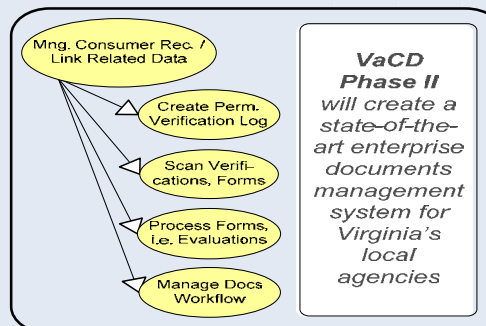 Mng. Consumer Rec. /
Link Related Data
Create Perm.
Verification Log
Scan Verifi-
cations, Forms
Process Forms,
i.e. Evaluations
Manage Docs
Workflow
VaCD
Phase II
will create a
state-of-the-
art enterprise
documents
management
system for
Virginia's
local
agencies